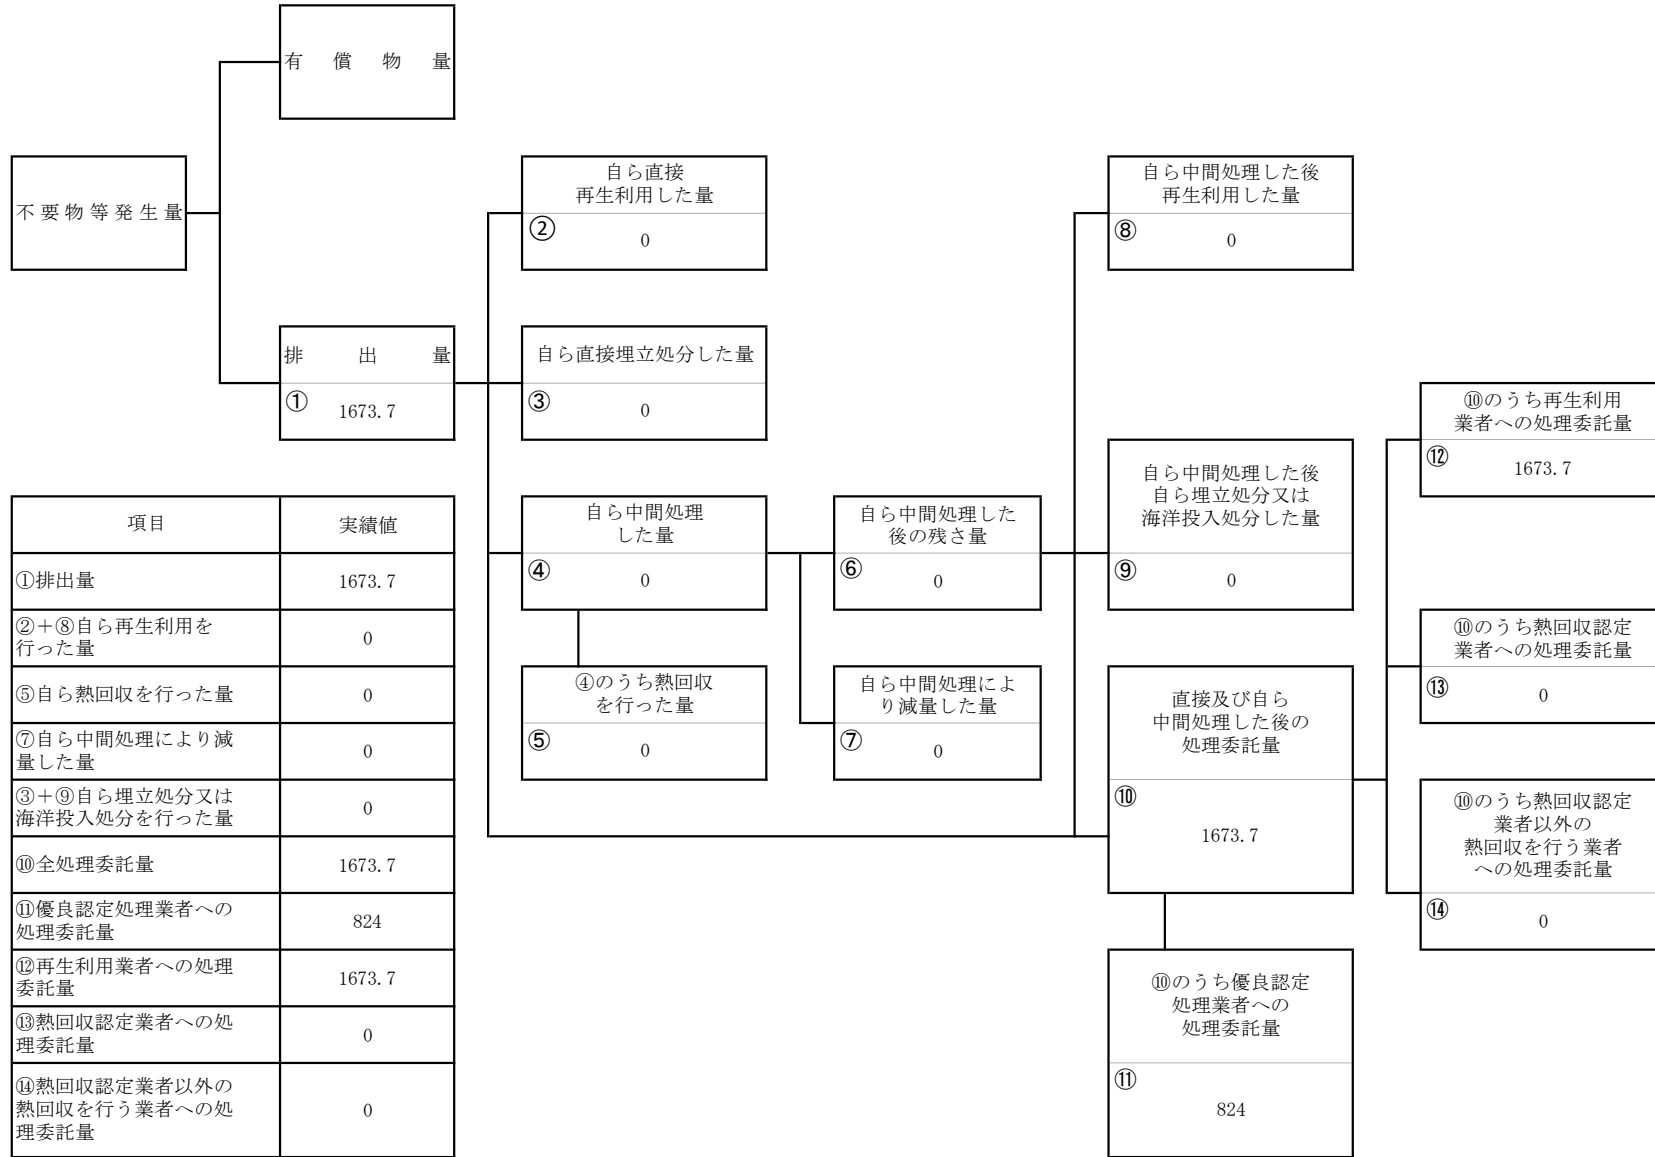 有償物量
不要物等発生量
排出量
① 1673.7
自ら直接
再生利用した量
② 0
自ら直接埋立処分した量
③ 0
自ら中間処理
した量
④ 0
④のうち熱回収
を行った量
⑤ 0
自ら中間処理した
後の残さ量
⑥ 0
自ら中間処理によ
り減量した量
⑦ 0
自ら中間処理した後
再生利用した量
⑧ 0
自ら中間処理した後
自ら埋立処分又は
海洋投入処分した量
⑨ 0
直接及び自ら
中間処理した後の
処理委託量
⑩
1673.7
⑩のうち優良認定
処理業者への
処理委託量
⑪
824
⑩のうち再生利用
業者への処理委託量
⑫ 1673.7
⑩のうち熱回収認定
業者への処理委託量
⑬ 0
⑩のうち熱回収認定
業者以外の
熱回収を行う業者
への処理委託量
⑭ 0
項目 実績値
①排出量 1673.7
②+⑧自ら再生利用を
行った量 0
⑤自ら熱回収を行った量 0
⑦自ら中間処理により減
量した量 0
③+⑨自ら埋立処分又は
海洋投入処分を行った量 0
⑩全処理委託量 1673.7
⑪優良認定処理業者への
処理委託量 824
⑫再生利用業者への処理
委託量 1673.7
⑬熱回収認定業者への処
理委託量 0
⑭熱回収認定業者以外の
熱回収を行う業者への処
理委託量 0